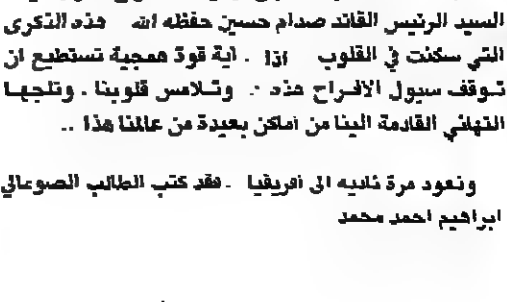 السيد الرئيس القائد صدام حسين حفظه الله هذه الذكرى
التي سكنت في القلوب اذا . اية قوة همجية تستطيع ان
توقف سيول الافراح هذه .. وتلامس قلوبنا . وتلجها
التهاني القادمة الينا من اماكن بعيدة من عالمنا هذا ..
ونعود مرة ثانيه الى افريقيا . فقد كتب الطالب الصومالي
ابراهيم احمد محمد